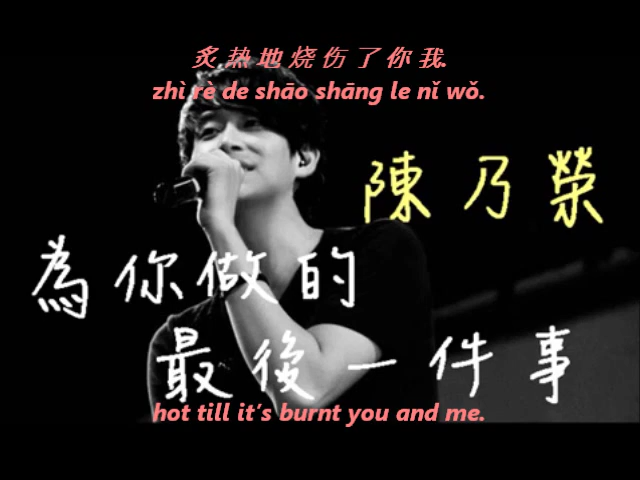 炙热地烧伤了你我.
zhì rè de shāo shāng le nǐ wǒ.
陳乃榮
為你做的
最後一件事
hot till it's burnt you and me.